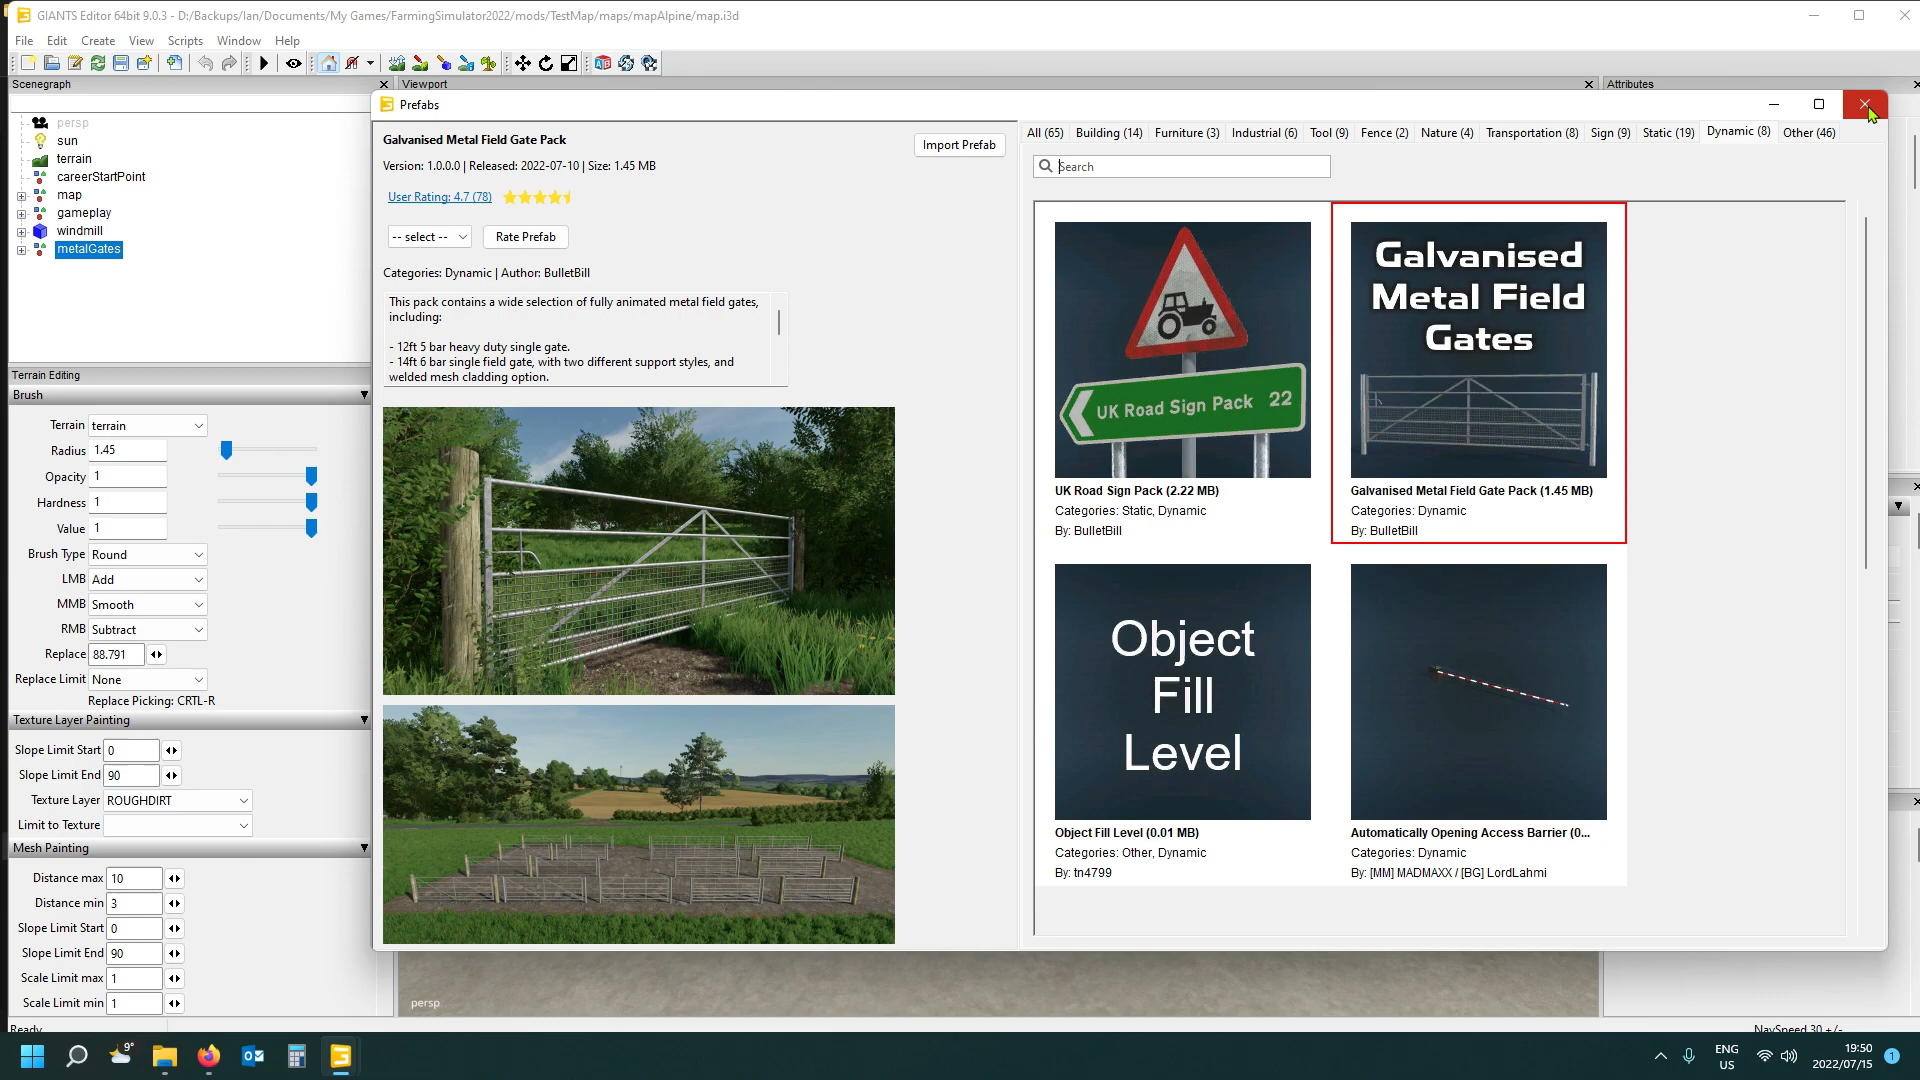 GIANTS Editor 64bit 9.0.3 - D:/Backups/Ian/Documents/My Games/FarmingSimulator2022/mods/TestMap/maps/mapAlpine/map.i3d
File Edit Create View Scripts Window Help
Scenegraph
Viewport
Attributes
persp
sun
terrain
careerStartPoint
map
gameplay
windmill
metalGates
Terrain Editing
Brush
Terrain terrain
Radius 1.45
Opacity 1
Hardness 1
Value 1
Brush Type Round
LMB Add
MMB Smooth
RMB Subtract
Replace 88.791
Replace Limit None
Replace Picking: CRTL-R
Texture Layer Painting
Slope Limit Start 0
Slope Limit End 90
Texture Layer ROUGHDIRT
Limit to Texture
Mesh Painting
Distance max 10
Distance min 3
Slope Limit Start 0
Slope Limit End 90
Scale Limit max 1
Scale Limit min 1
Ready
Prefabs
Galvanised Metal Field Gate Pack
Import Prefab
Version: 1.0.0.0 | Released: 2022-07-10 | Size: 1.45 MB
User Rating: 4.7 (78)
-- select --
Rate Prefab
Categories: Dynamic | Author: BulletBill
This pack contains a wide selection of fully animated metal field gates,
including:
- 12ft 5 bar heavy duty single gate.
- 14ft 6 bar single field gate, with two different support styles, and
welded mesh cladding option.
All (65) Building (14) Furniture (3) Industrial (6) Tool (9) Fence (2) Nature (4) Transportation (8) Sign (9) Static (19) Dynamic (8) Other (46)
Search
UK Road Sign Pack 22
UK Road Sign Pack (2.22 MB)
Categories: Static, Dynamic
By: BulletBill
Galvanised
Metal Field
Gates
Galvanised Metal Field Gate Pack (1.45 MB)
Categories: Dynamic
By: BulletBill
Object
Fill
Level
Object Fill Level (0.01 MB)
Categories: Other, Dynamic
By: tn4799
Automatically Opening Access Barrier (0...
Categories: Dynamic
By: [MM] MADMAXX / [BG] LordLahmi
persp
NavSpeed 30 +/-
9°
ENG
US
19:50
2022/07/15
1